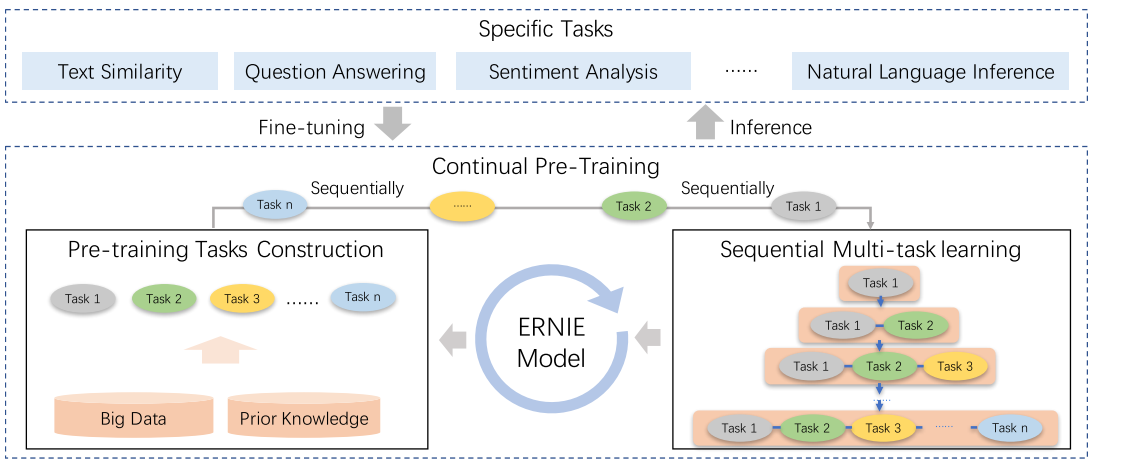 Specific Tasks
Text Similarity
Question Answering
Sentiment Analysis
......
Natural Language Inference
Fine-tuning
Inference
Continual Pre-Training
Sequentially
Sequentially
Task n
......
Task 2
Task 1
Pre-training Tasks Construction
Task 1
Task 2
Task 3
......
Task n
Big Data
Prior Knowledge
ERNIE
Model
Sequential Multi-task learning
Task 1
Task 1
Task 2
Task 1
Task 2
Task 3
......
Task 1
Task 2
Task 3
......
Task n